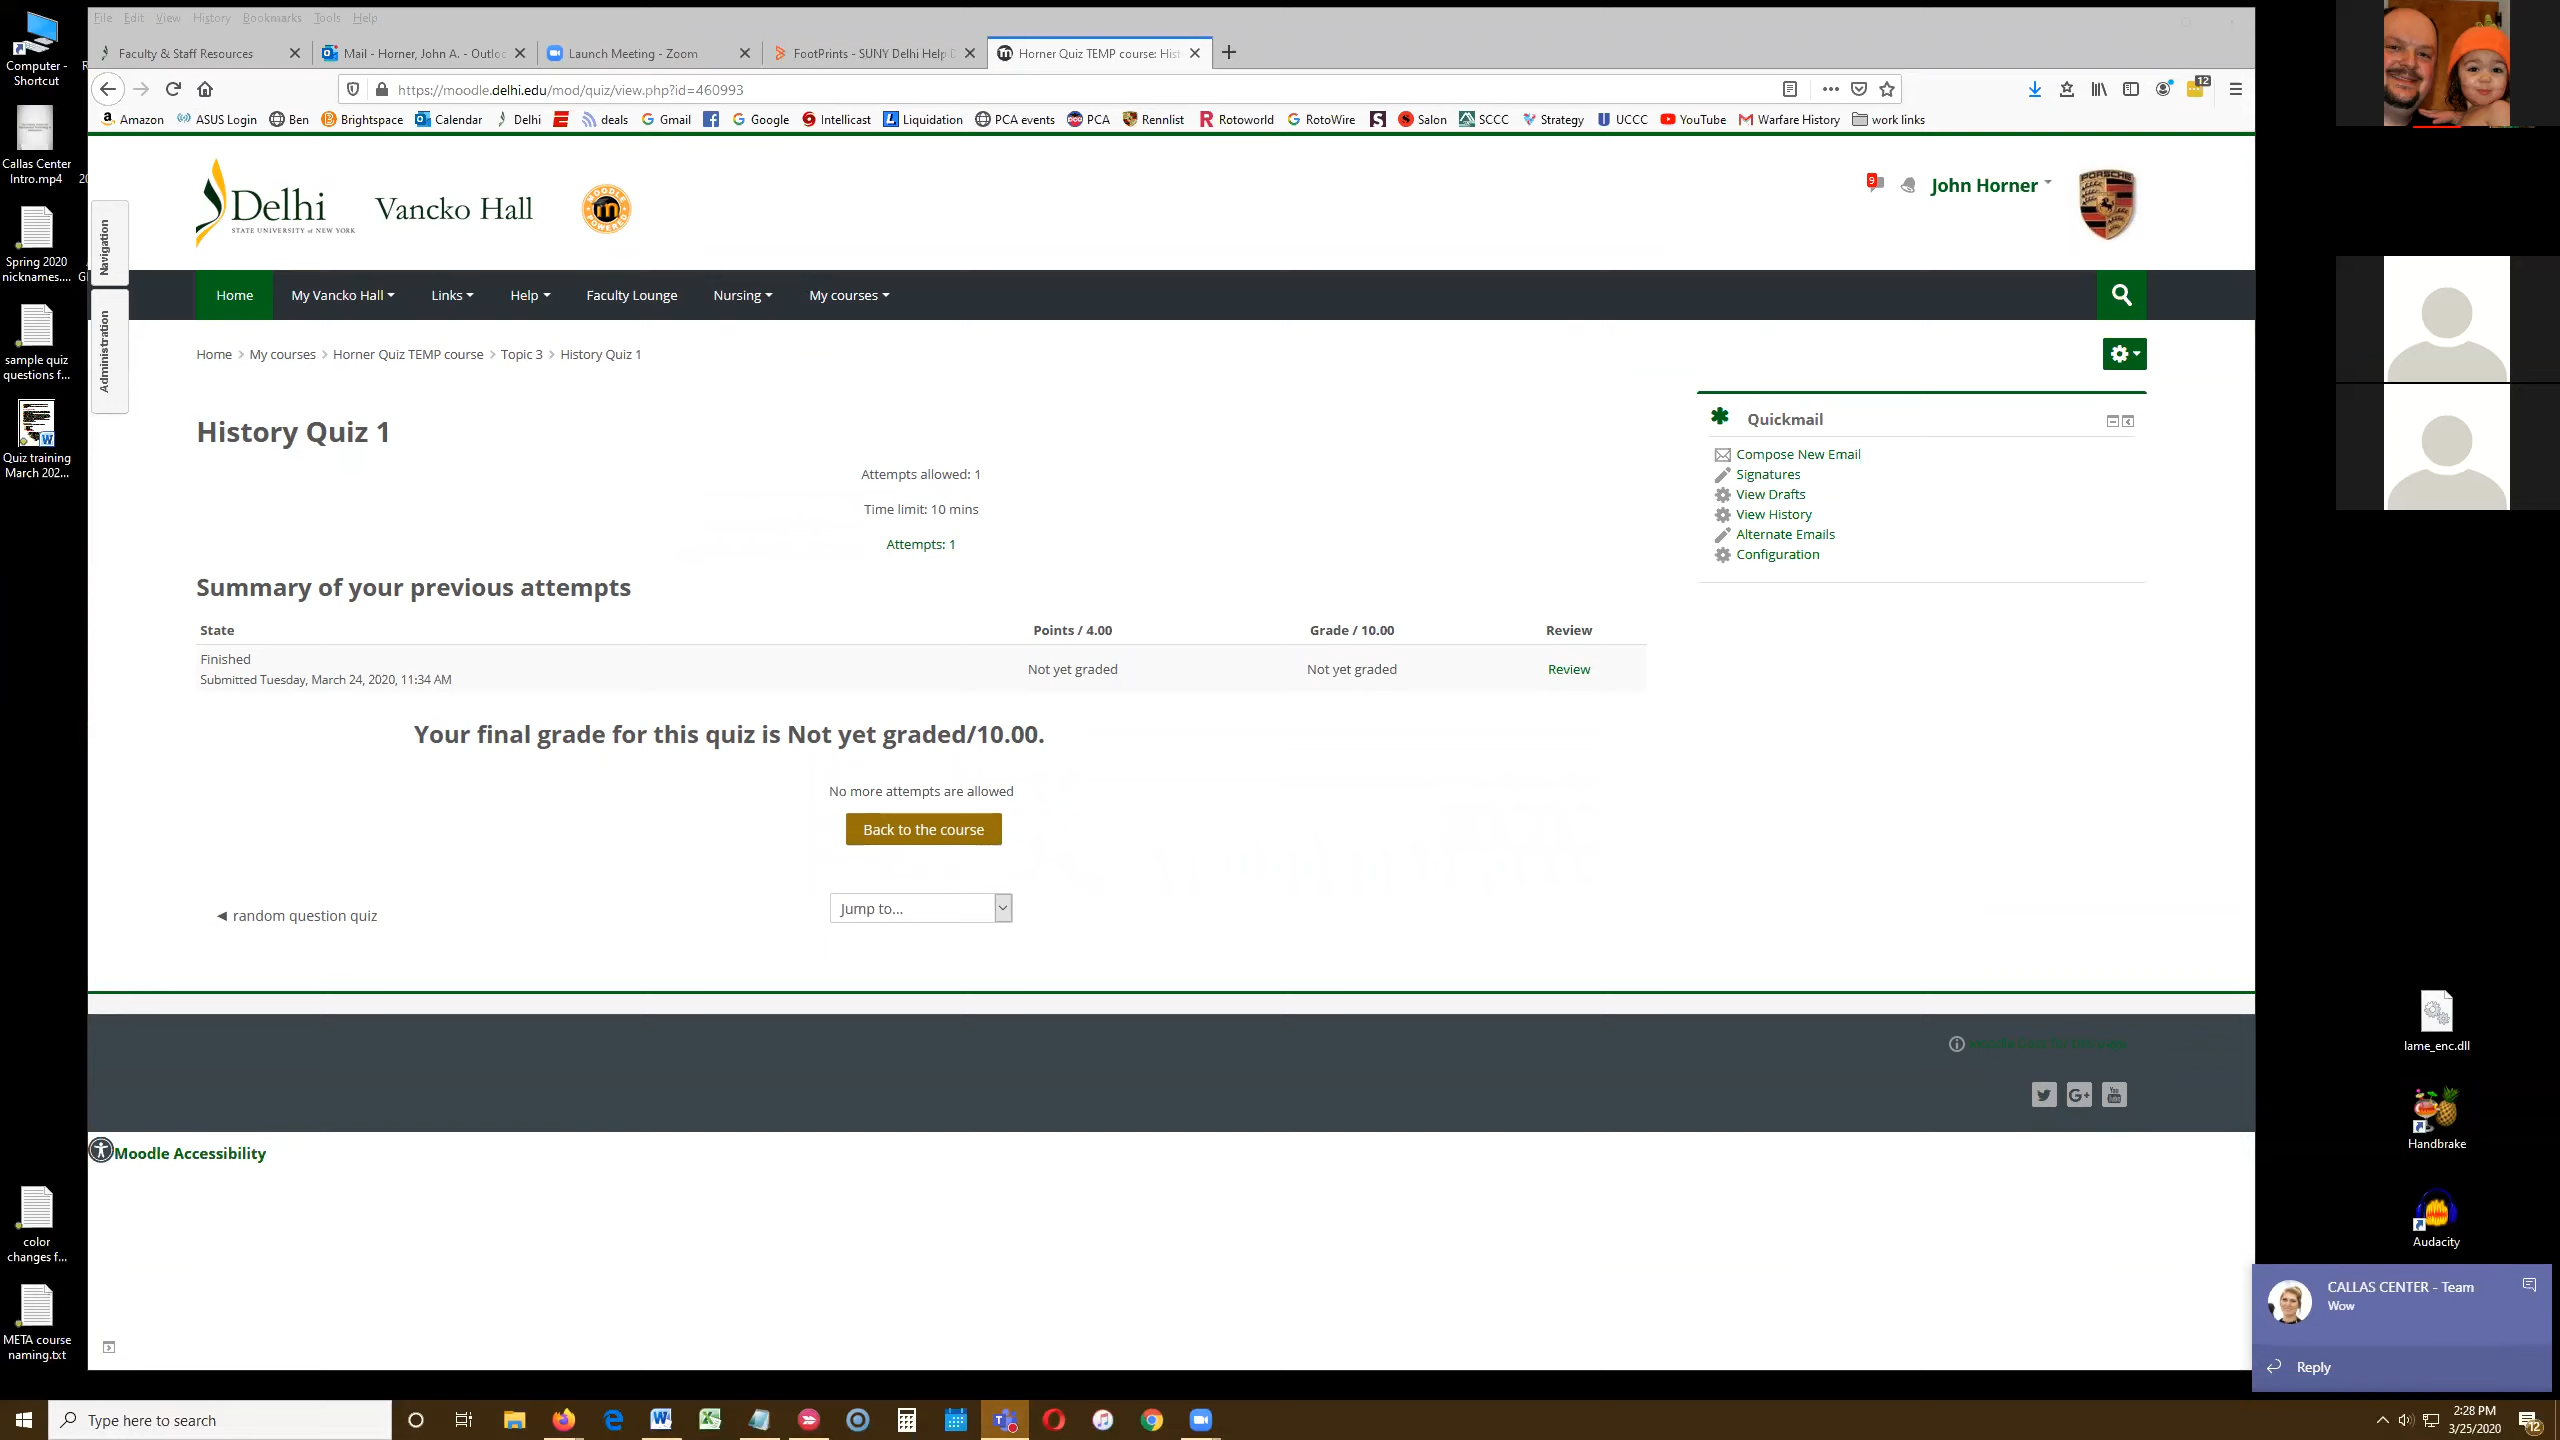 File Edit View History Bookmarks Tools Help
Faculty & Staff Resources
Mail - Horner, John A. - Outloo
Launch Meeting - Zoom
FootPrints - SUNY Delhi Help D
Horner Quiz TEMP course: Hist
https://moodle.delhi.edu/mod/quiz/view.php?id=460993
12
Amazon ASUS Login Ben Brightspace Calendar Delhi deals Gmail Google Intellicast Liquidation PCA events PCA Rennlist Rotoworld RotoWire Salon SCCC Strategy UCCC YouTube Warfare History work links
Delhi
STATE UNIVERSITY of NEW YORK
Vancko Hall
MOODLE
POWERED
9
John Horner
PORSCHE
Navigation
Administration
Home My Vancko Hall Links Help Faculty Lounge Nursing My courses
Home My courses Horner Quiz TEMP course Topic 3 History Quiz 1
History Quiz 1
Attempts allowed: 1
Time limit: 10 mins
Attempts: 1
Summary of your previous attempts
State Points / 4.00 Grade / 10.00 Review
Finished
Submitted Tuesday, March 24, 2020, 11:34 AM
Not yet graded Not yet graded Review
Your final grade for this quiz is Not yet graded/10.00.
No more attempts are allowed
Back to the course
◄ random question quiz
Jump to...
Quickmail
Compose New Email
Signatures
View Drafts
View History
Alternate Emails
Configuration
Moodle Accessibility
Computer -
Shortcut
Callas Center
Intro.mp4
Spring 2020
nicknames....
sample quiz
questions f...
Quiz training
March 202...
color
changes f...
META course
naming.txt
lame_enc.dll
Handbrake
Audacity
CALLAS CENTER - Team
Wow
Reply
Type here to search
2:28 PM
3/25/2020
12